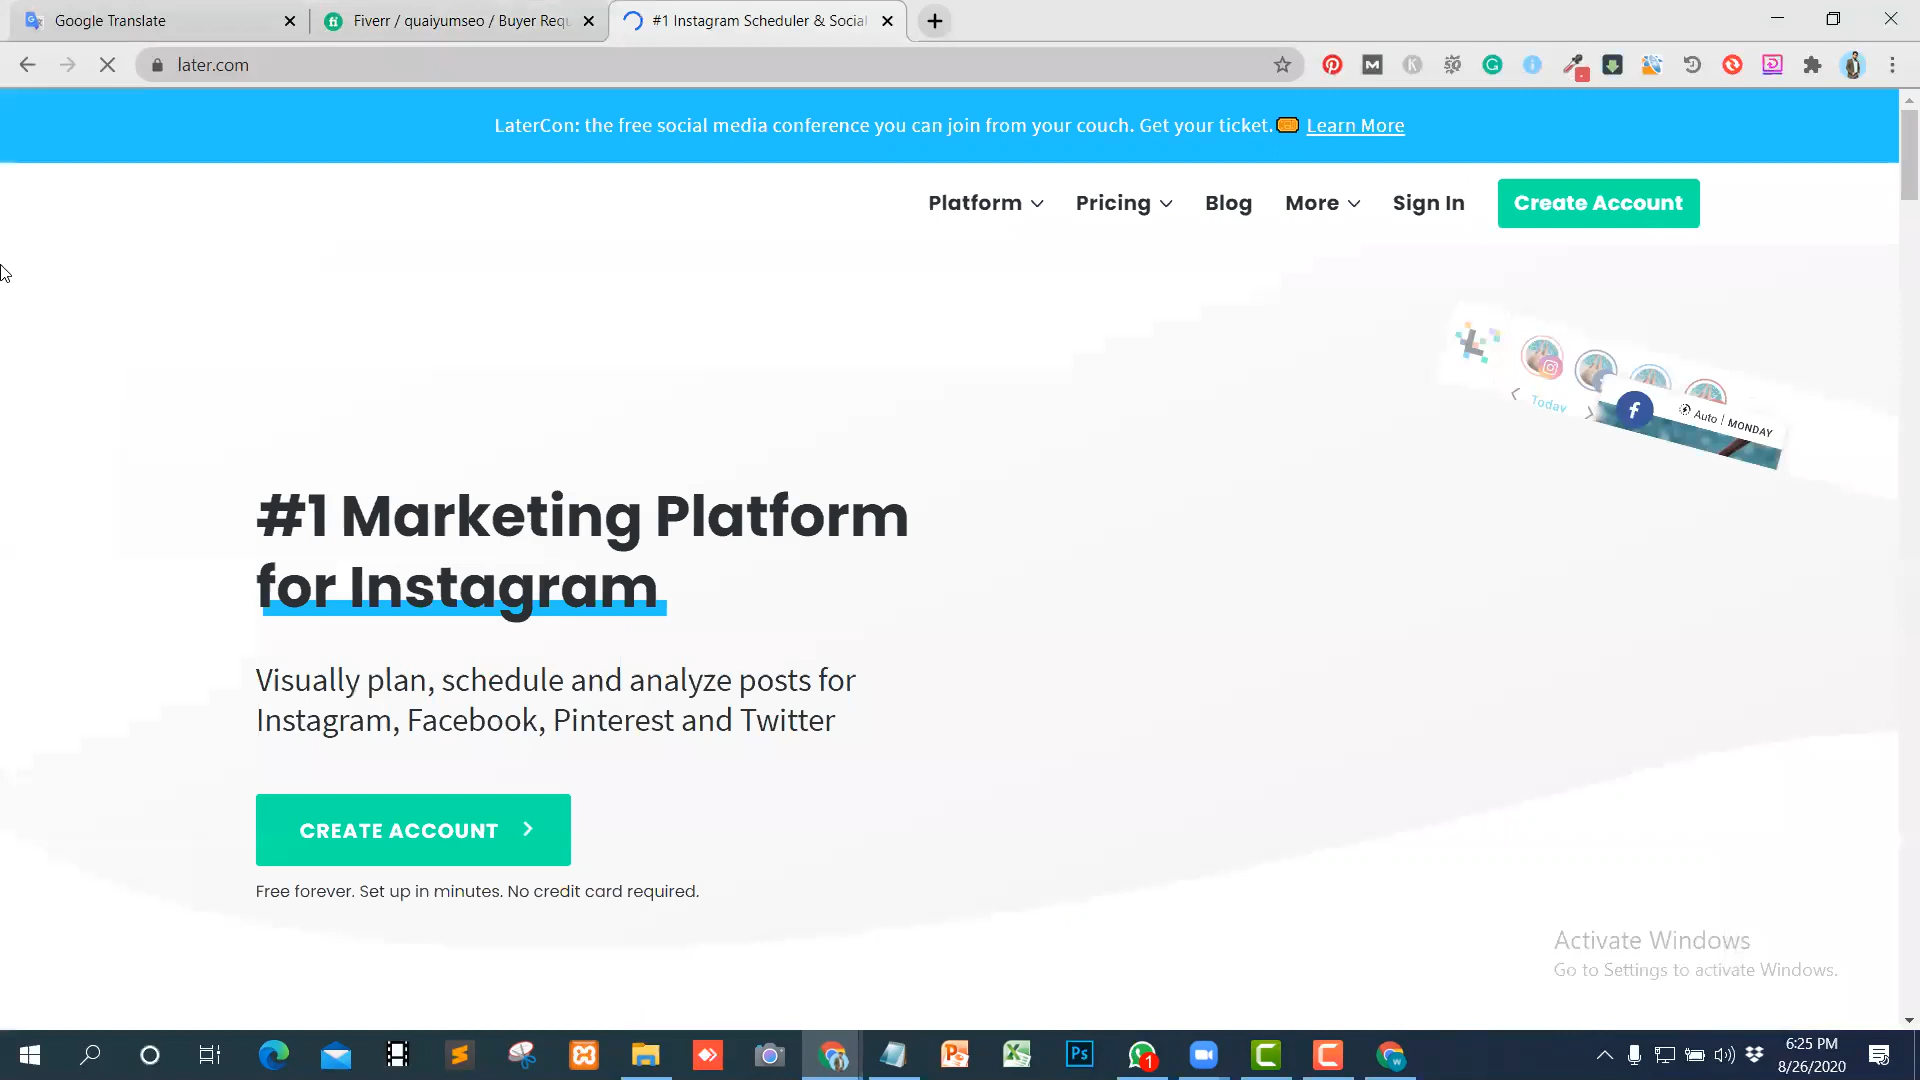 Google Translate
Fiverr / quaiyumseo / Buyer Requ
#1 Instagram Scheduler & Social
later.com
LaterCon: the free social media conference you can join from your couch. Get your ticket. Learn More
Platform Pricing Blog More Sign In Create Account
Today
Auto | MONDAY
#1 Marketing Platform
for Instagram
Visually plan, schedule and analyze posts for
Instagram, Facebook, Pinterest and Twitter
CREATE ACCOUNT
Free forever. Set up in minutes. No credit card required.
Activate Windows
Go to Settings to activate Windows.
6:25 PM
8/26/2020